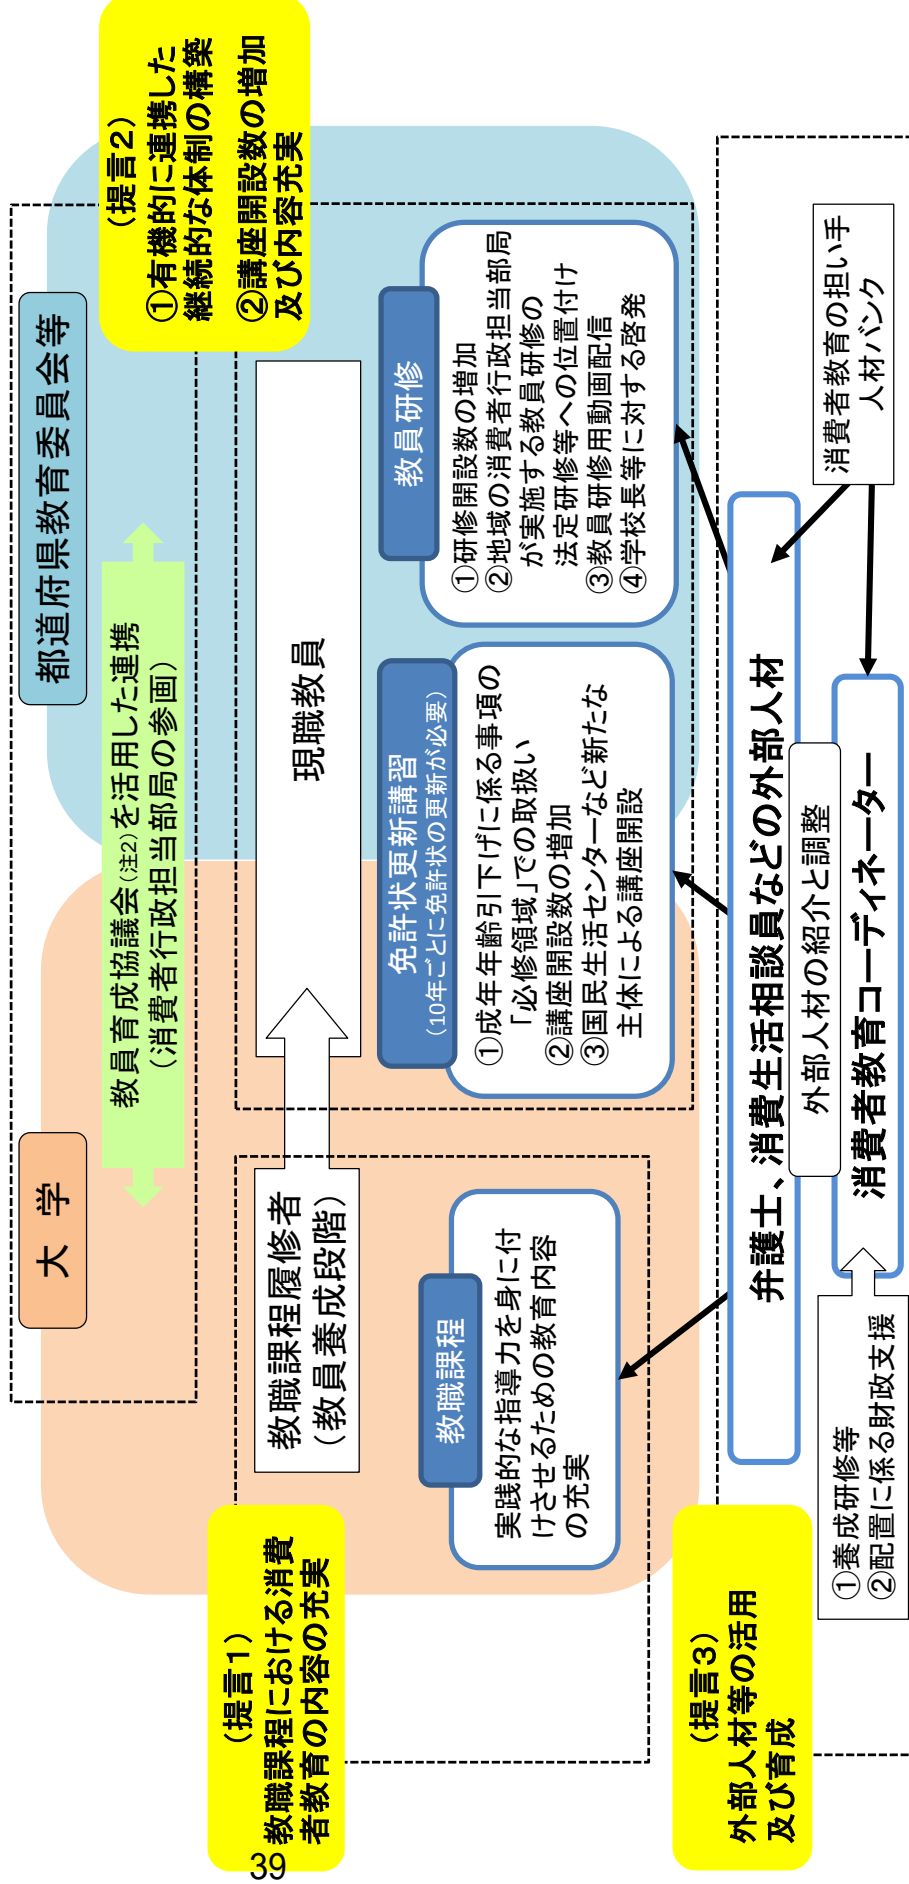 大 学
都道府県教育委員会等
教員育成協議会(注2)を活用した連携
(消費者行政担当部局の参画)
(提言2)
①有機的に連携した
継続的な体制の構築
②講座開設数の増加
及び内容充実
(提言1)
教職課程における消費
者教育の内容の充実
教職課程履修者
(教員養成段階)
現職教員
教職課程
実践的な指導力を身に付
けさせるための教育内容
の充実
免許状更新講習
(10年ごとに免許状の更新が必要)
①成年年齢引下げに係る事項の
「必修領域」での取扱い
②講座開設数の増加
③国民生活センターなど新たな
主体による講座開設
教員研修
①研修開設数の増加
②地域の消費者行政担当部局
が実施する教員研修の
法定研修等への位置付け
③教員研修用動画配信
④学校長等に対する啓発
(提言3)
外部人材等の活用
及び育成
弁護士、消費生活相談員などの外部人材
外部人材の紹介と調整
消費者教育コーディネーター
①養成研修等
②配置に係る財政支援
消費者教育の担い手
人材バンク
39